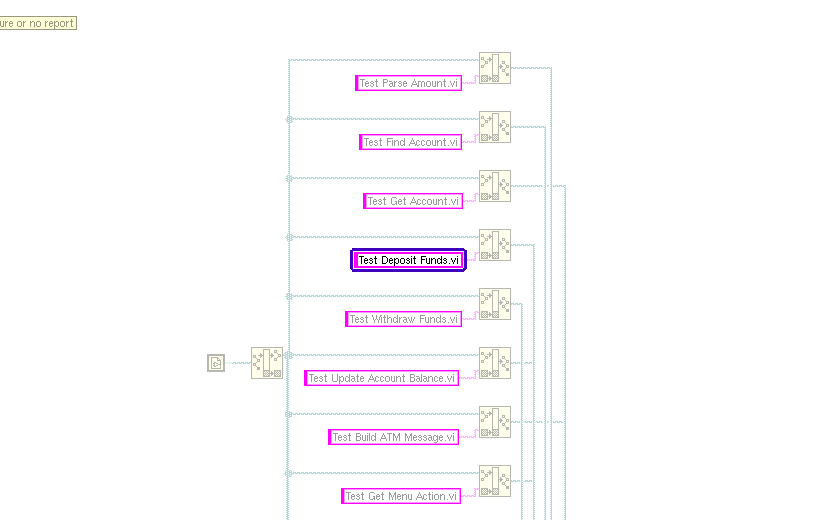 ure or no report
Test Parse Amount.vi
Test Find Account.vi
Test Get Account.vi
Test Deposit Funds.vi
Test Withdraw Funds.vi
Test Update Account Balance.vi
Test Build ATM Message.vi
Test Get Menu Action.vi